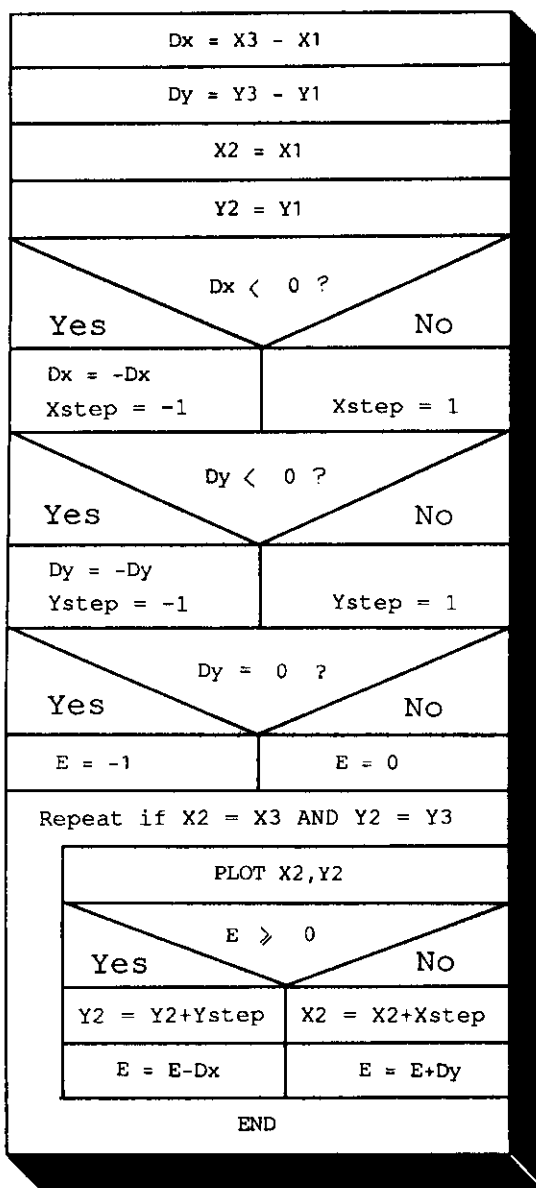 Dx = X3 - X1
Dy = Y3 - Y1
X2 = X1
Y2 = Y1
Dx < 0 ?
Yes No
Dx = -Dx
Xstep = -1 Xstep = 1
Dy < 0 ?
Yes No
Dy = -Dy
Ystep = -1 Ystep = 1
Dy = 0 ?
Yes No
E = -1 E = 0
Repeat if X2 = X3 AND Y2 = Y3
PLOT X2,Y2
E ⩾ 0
Yes No
Y2 = Y2+Ystep X2 = X2+Xstep
E = E-Dx E = E+Dy
END